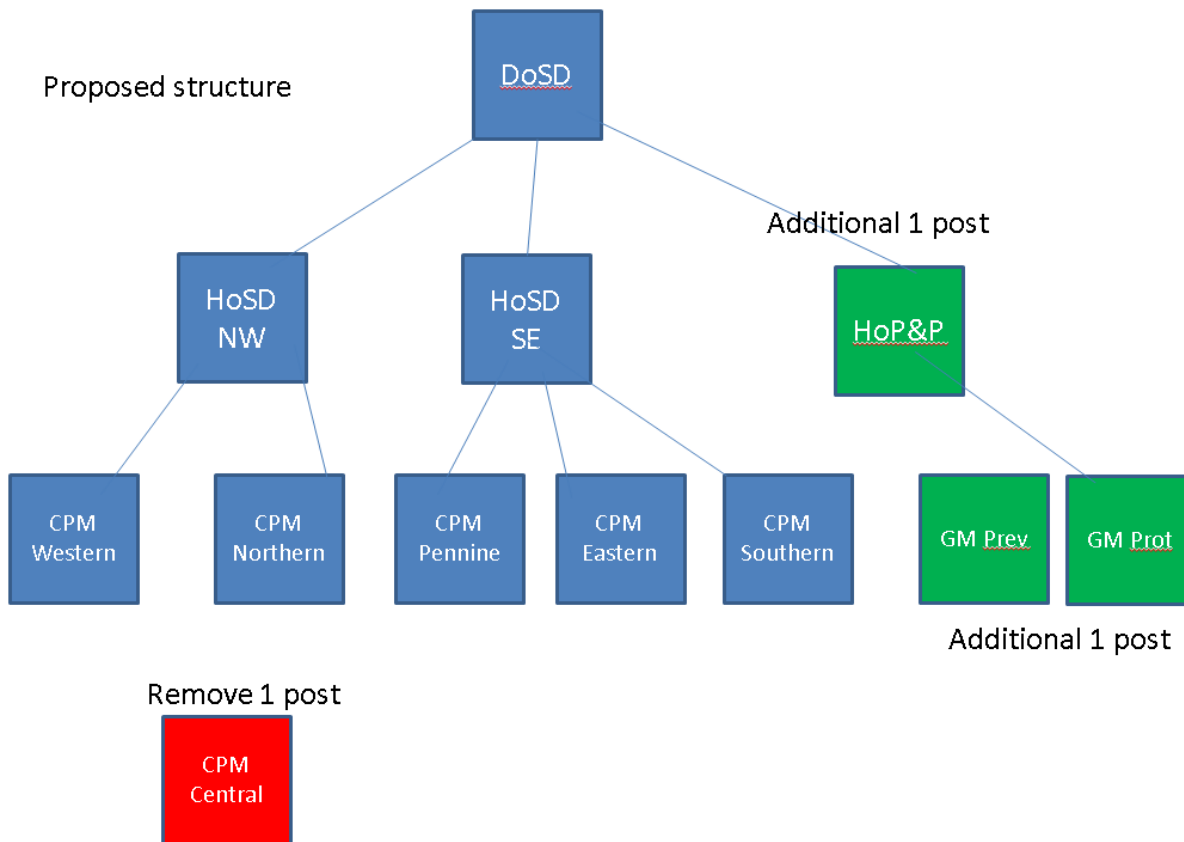 DoSD
Proposed structure
Additional 1 post
HoSD
NW
HoSD
SE
HoP&P
CPM
Western
CPM
Northern
CPM
Pennine
CPM
Eastern
CPM
Southern
GM Prev
GM Prot
Additional 1 post
Remove 1 post
CPM
Central